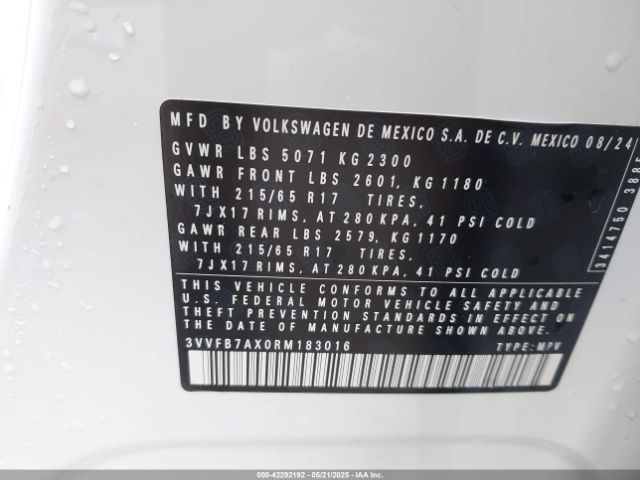 MFD BY VOLKSWAGEN DE MEXICO S.A. DE C.V. MEXICO 08/24
GVWR LBS 5071 KG 2300
GAWR FRONT LBS 2601, KG 1180
WITH 215/65 R17 TIRES,
7JX17 RIMS, AT 280 KPA, 41 PSI COLD
GAWR REAR LBS 2579, KG 1170
WITH 215/65 R17 TIRES,
7JX17 RIMS, AT 280 KPA, 41 PSI COLD
THIS VEHICLE CONFORMS TO ALL APPLICABLE
U.S. FEDERAL MOTOR VEHICLE SAFETY AND
THEFT PREVENTION STANDARDS IN EFFECT ON
THE DATE OF MANUFACTURE SHOWN ABOVE.
3VVFB7AX0RM183016 TYPE: MPV
3414750
000-42292192 - 05/21/2025 - IAA Inc.